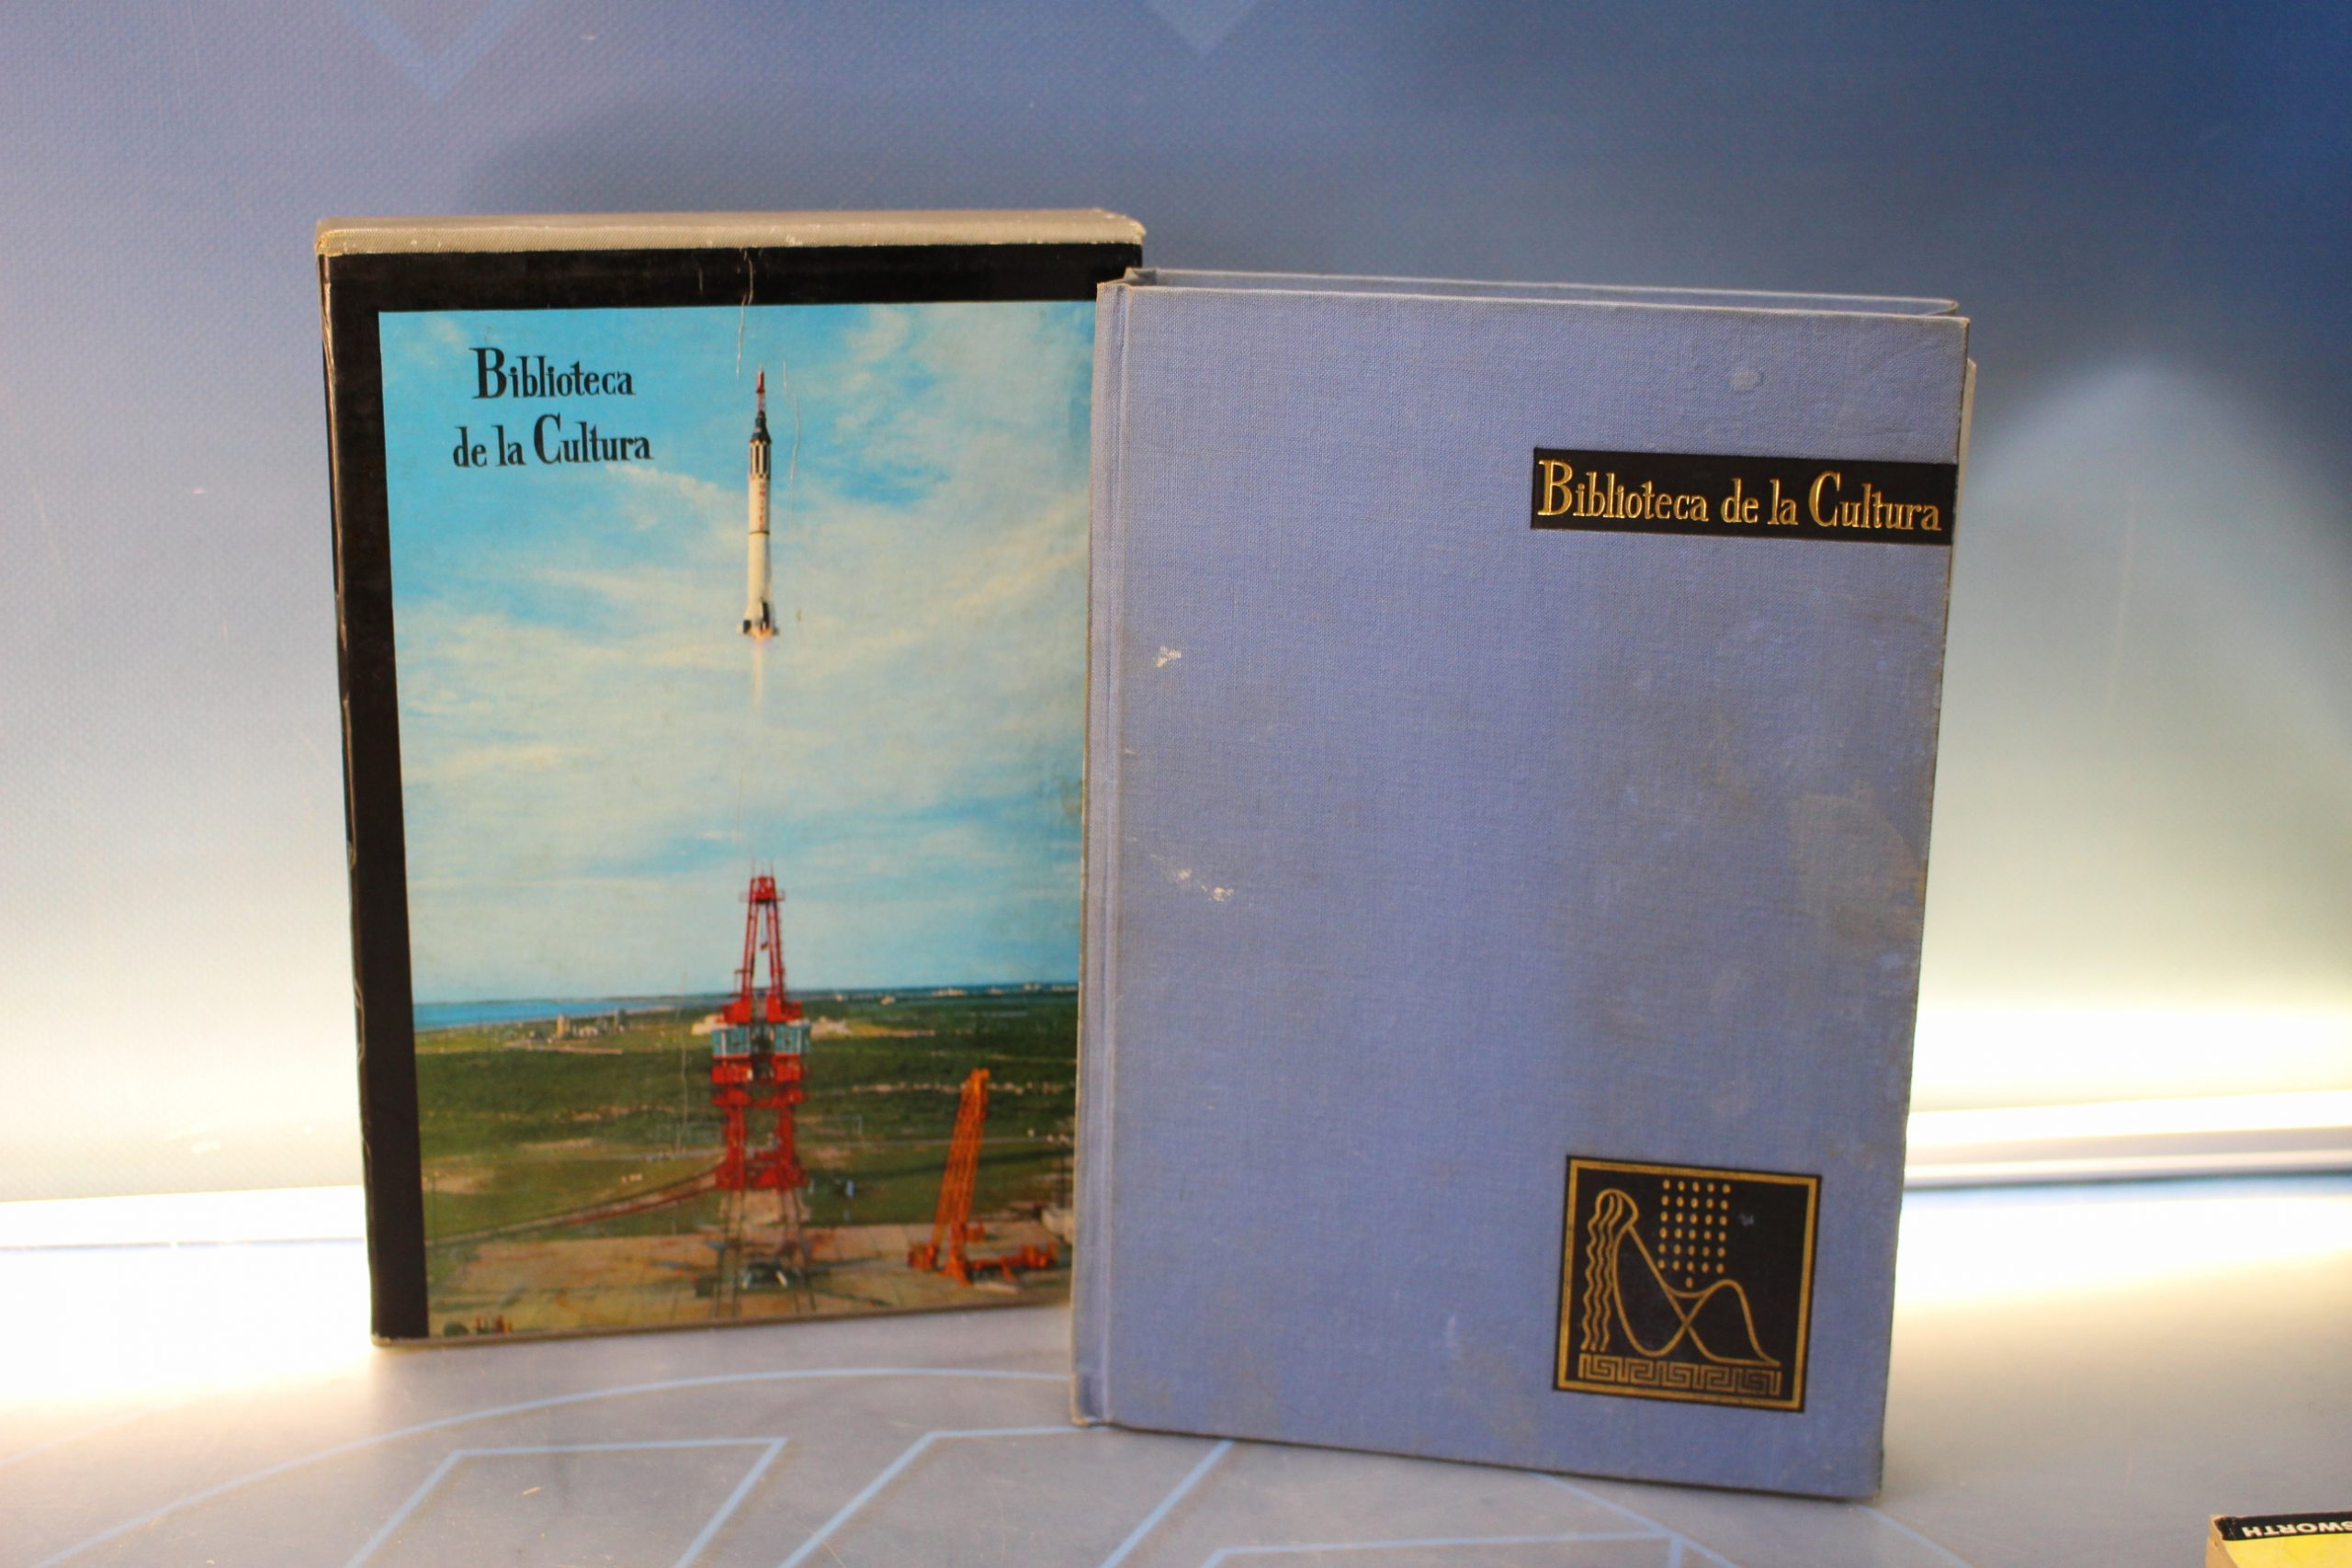 Biblioteca
de la Cultura
Biblioteca de la Cultura
SWORTH